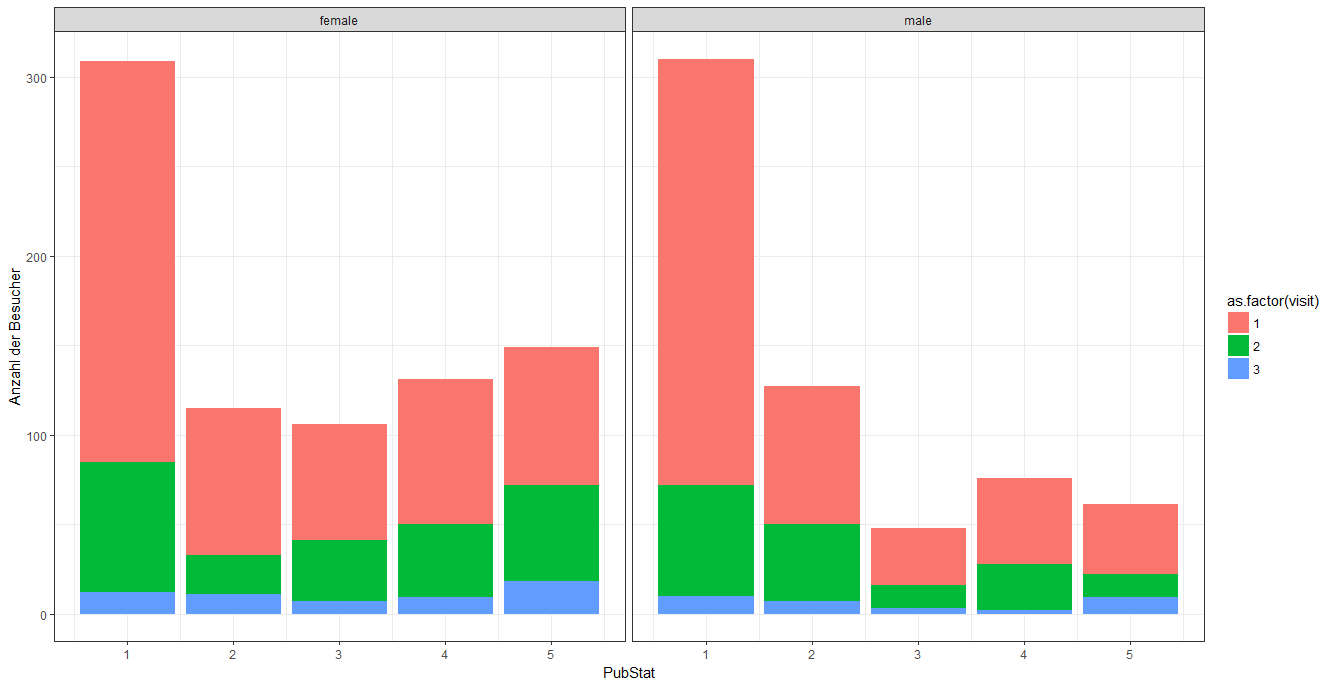 female male
Anzahl der Besucher
300
200
100
0
1 2 3 4 5 1 2 3 4 5
PubStat
as.factor(visit)
1
2
3